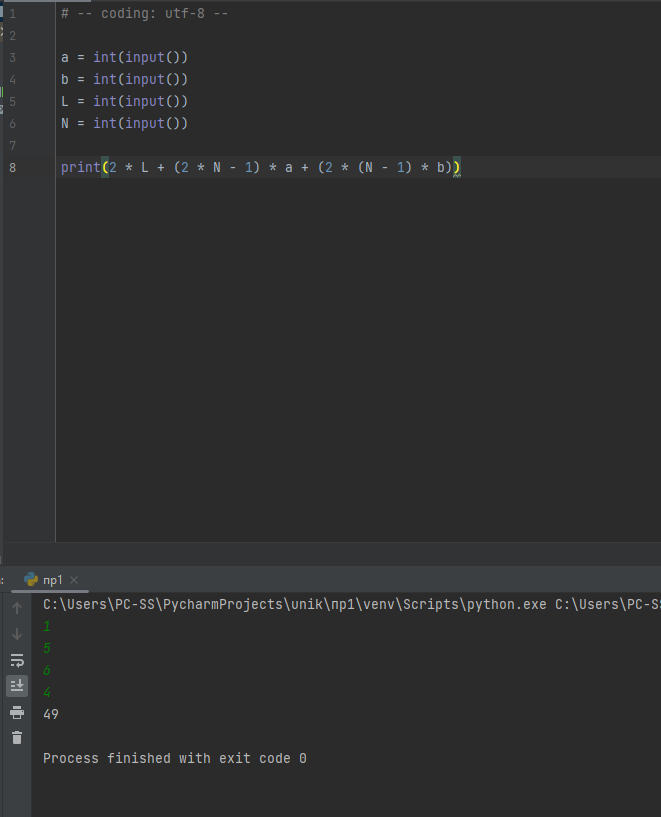 1 # -- coding: utf-8 --
2
3 a = int(input())
4 b = int(input())
5 L = int(input())
6 N = int(input())
7
8 print(2 * L + (2 * N - 1) * a + (2 * (N - 1) * b))
пр1
C:\Users\PC-SS\PycharmProjects\unik\пр1\venv\Scripts\python.exe C:\Users\PC-SS
1
5
6
4
49
Process finished with exit code 0